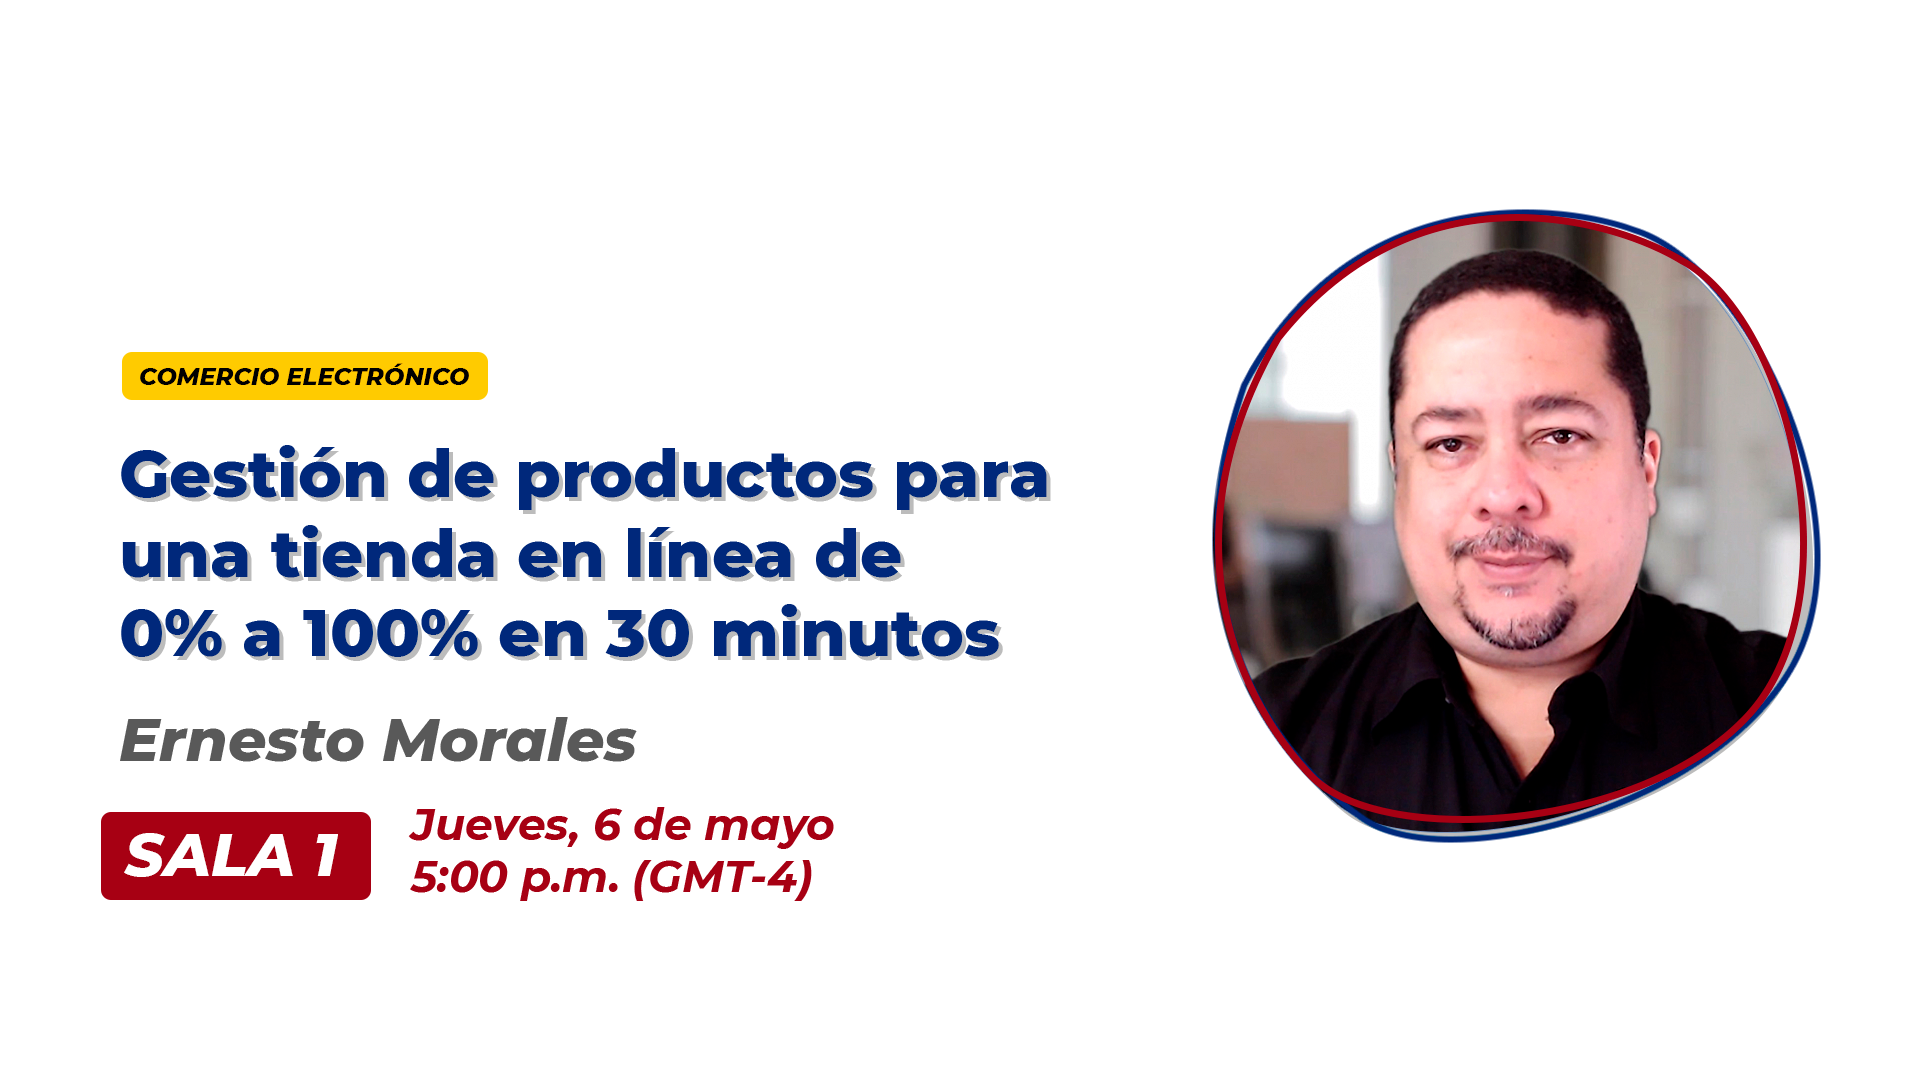 COMERCIO ELECTRÓNICO
Gestión de productos para
una tienda en línea de
0% a 100% en 30 minutos
Ernesto Morales
SALA 1
Jueves, 6 de mayo
5:00 p.m. (GMT-4)